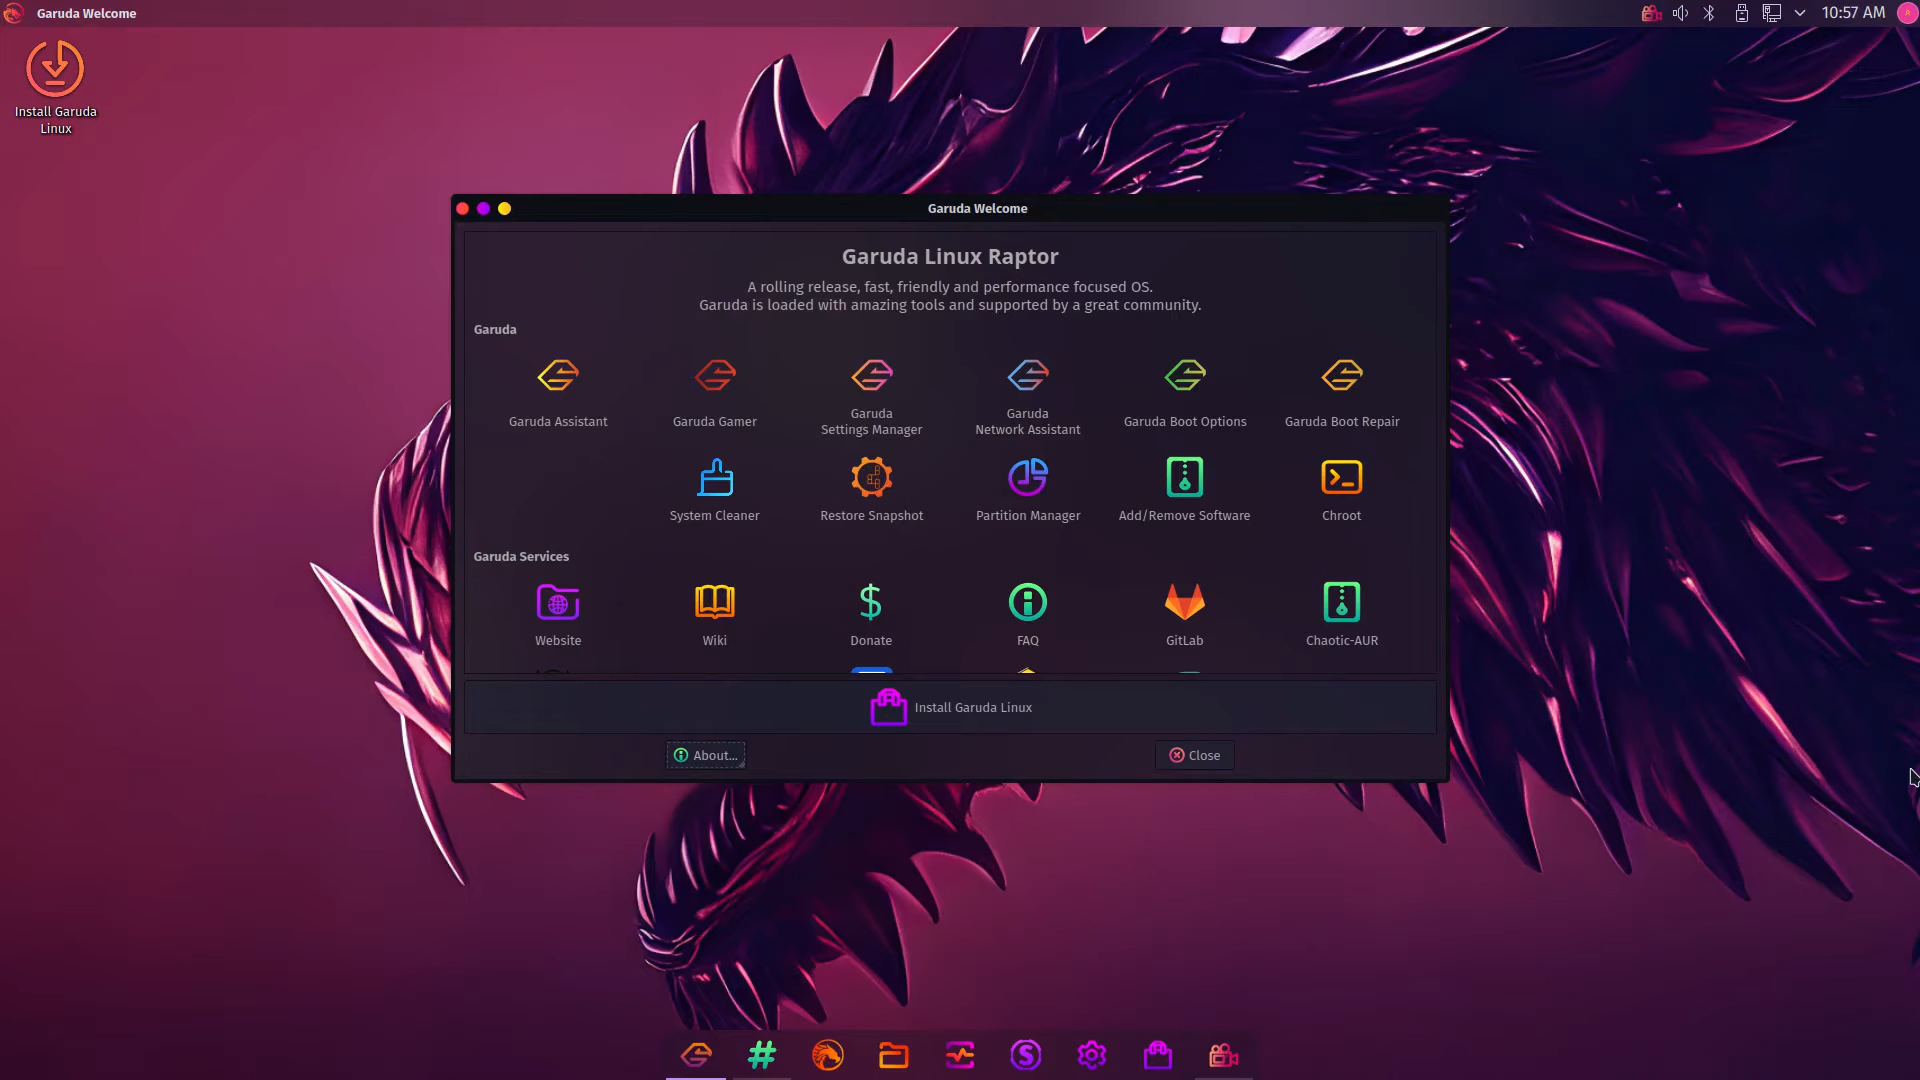 Garuda Welcome
10:57 AM
Install Garuda
Linux
Garuda Welcome
Garuda Linux Raptor
A rolling release, fast, friendly and performance focused OS.
Garuda is loaded with amazing tools and supported by a great community.
Garuda
Garuda Assistant
Garuda Gamer
Garuda
Settings Manager
Garuda
Network Assistant
Garuda Boot Options
Garuda Boot Repair
System Cleaner
Restore Snapshot
Partition Manager
Add/Remove Software
Chroot
Garuda Services
Website
Wiki
Donate
FAQ
GitLab
Chaotic-AUR
Install Garuda Linux
About...
Close